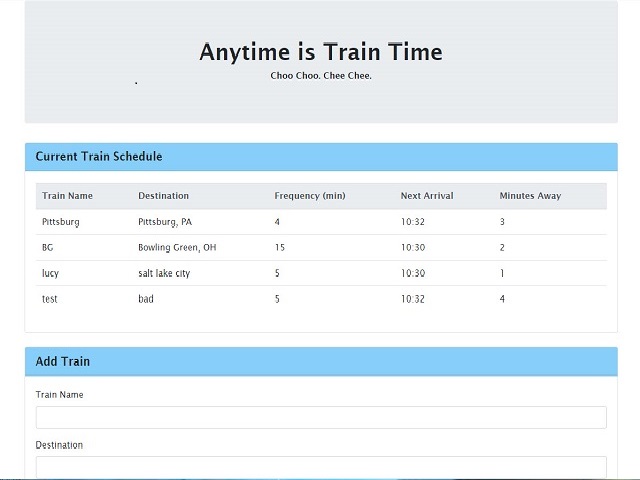 Anytime is Train Time
Choo Choo. Chee Chee.
Current Train Schedule
Train Name Destination Frequency (min) Next Arrival Minutes Away
Pittsburg Pittsburg, PA 4 10:32 3
BG Bowling Green, OH 15 10:30 2
lucy salt lake city 5 10:30 1
test bad 5 10:32 4
Add Train
Train Name
Destination